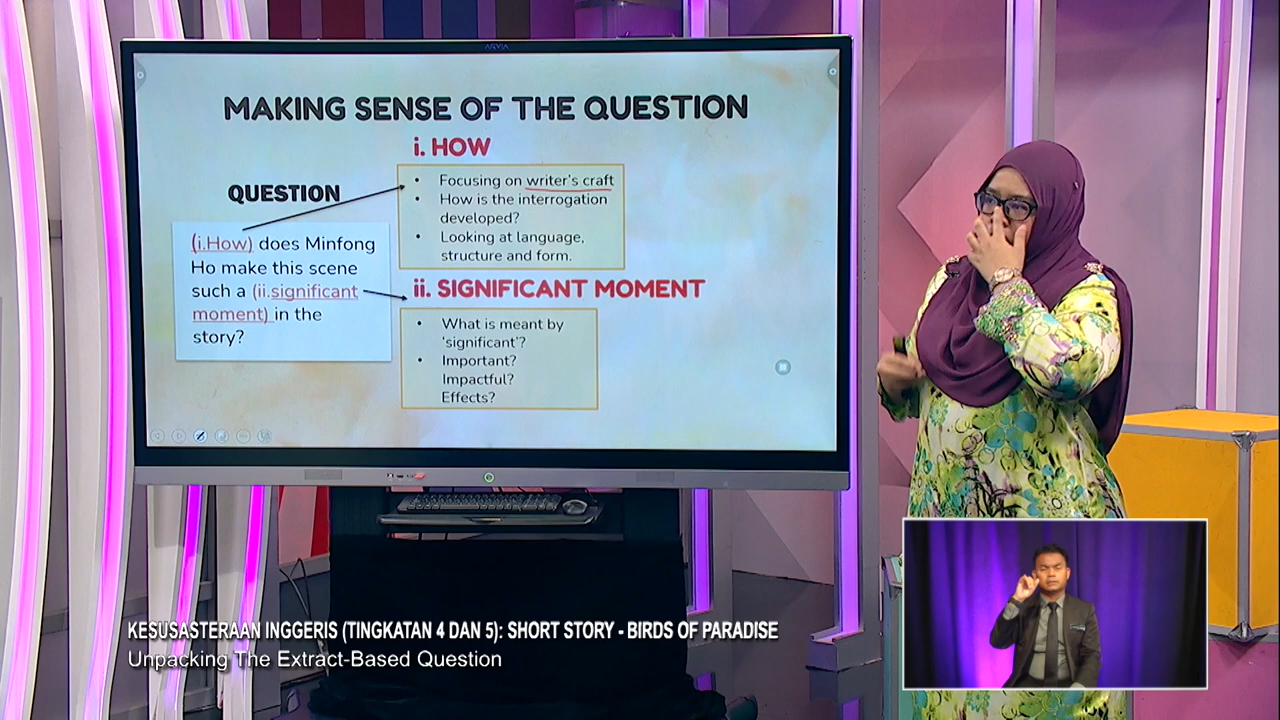 MAKING SENSE OF THE QUESTION
i. HOW
• Focusing on writer's craft
• How is the interrogation
developed?
• Looking at language,
structure and form.
QUESTION
(i.How) does Minfong
Ho make this scene
such a (ii.significant
moment) in the
story?
ii. SIGNIFICANT MOMENT
• What is meant by
'significant'?
• Important?
Impactful?
Effects?
KESUSASTERAAN INGGERIS (TINGKATAN 4 DAN 5): SHORT STORY - BIRDS OF PARADISE
Unpacking The Extract-Based Question